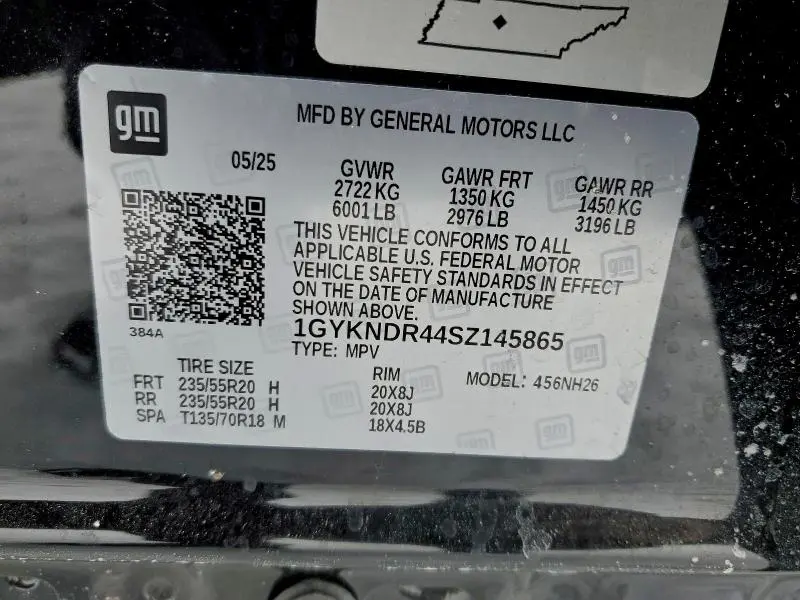 gm
MFD BY GENERAL MOTORS LLC
05/25
GVWR
2722 KG
6001 LB
GAWR FRT
1350 KG
2976 LB
GAWR RR
1450 KG
3196 LB
THIS VEHICLE CONFORMS TO ALL
APPLICABLE U.S. FEDERAL MOTOR
VEHICLE SAFETY STANDARDS IN EFFECT
ON THE DATE OF MANUFACTURE
SHOWN ABOVE.
384A
1GYKNDR44SZ145865
TYPE: MPV
MODEL: 456NH26
TIRE SIZE
RIM
FRT 235/55R20 H 20X8J
RR 235/55R20 H 20X8J
SPA T135/70R18 M 18X4.5B